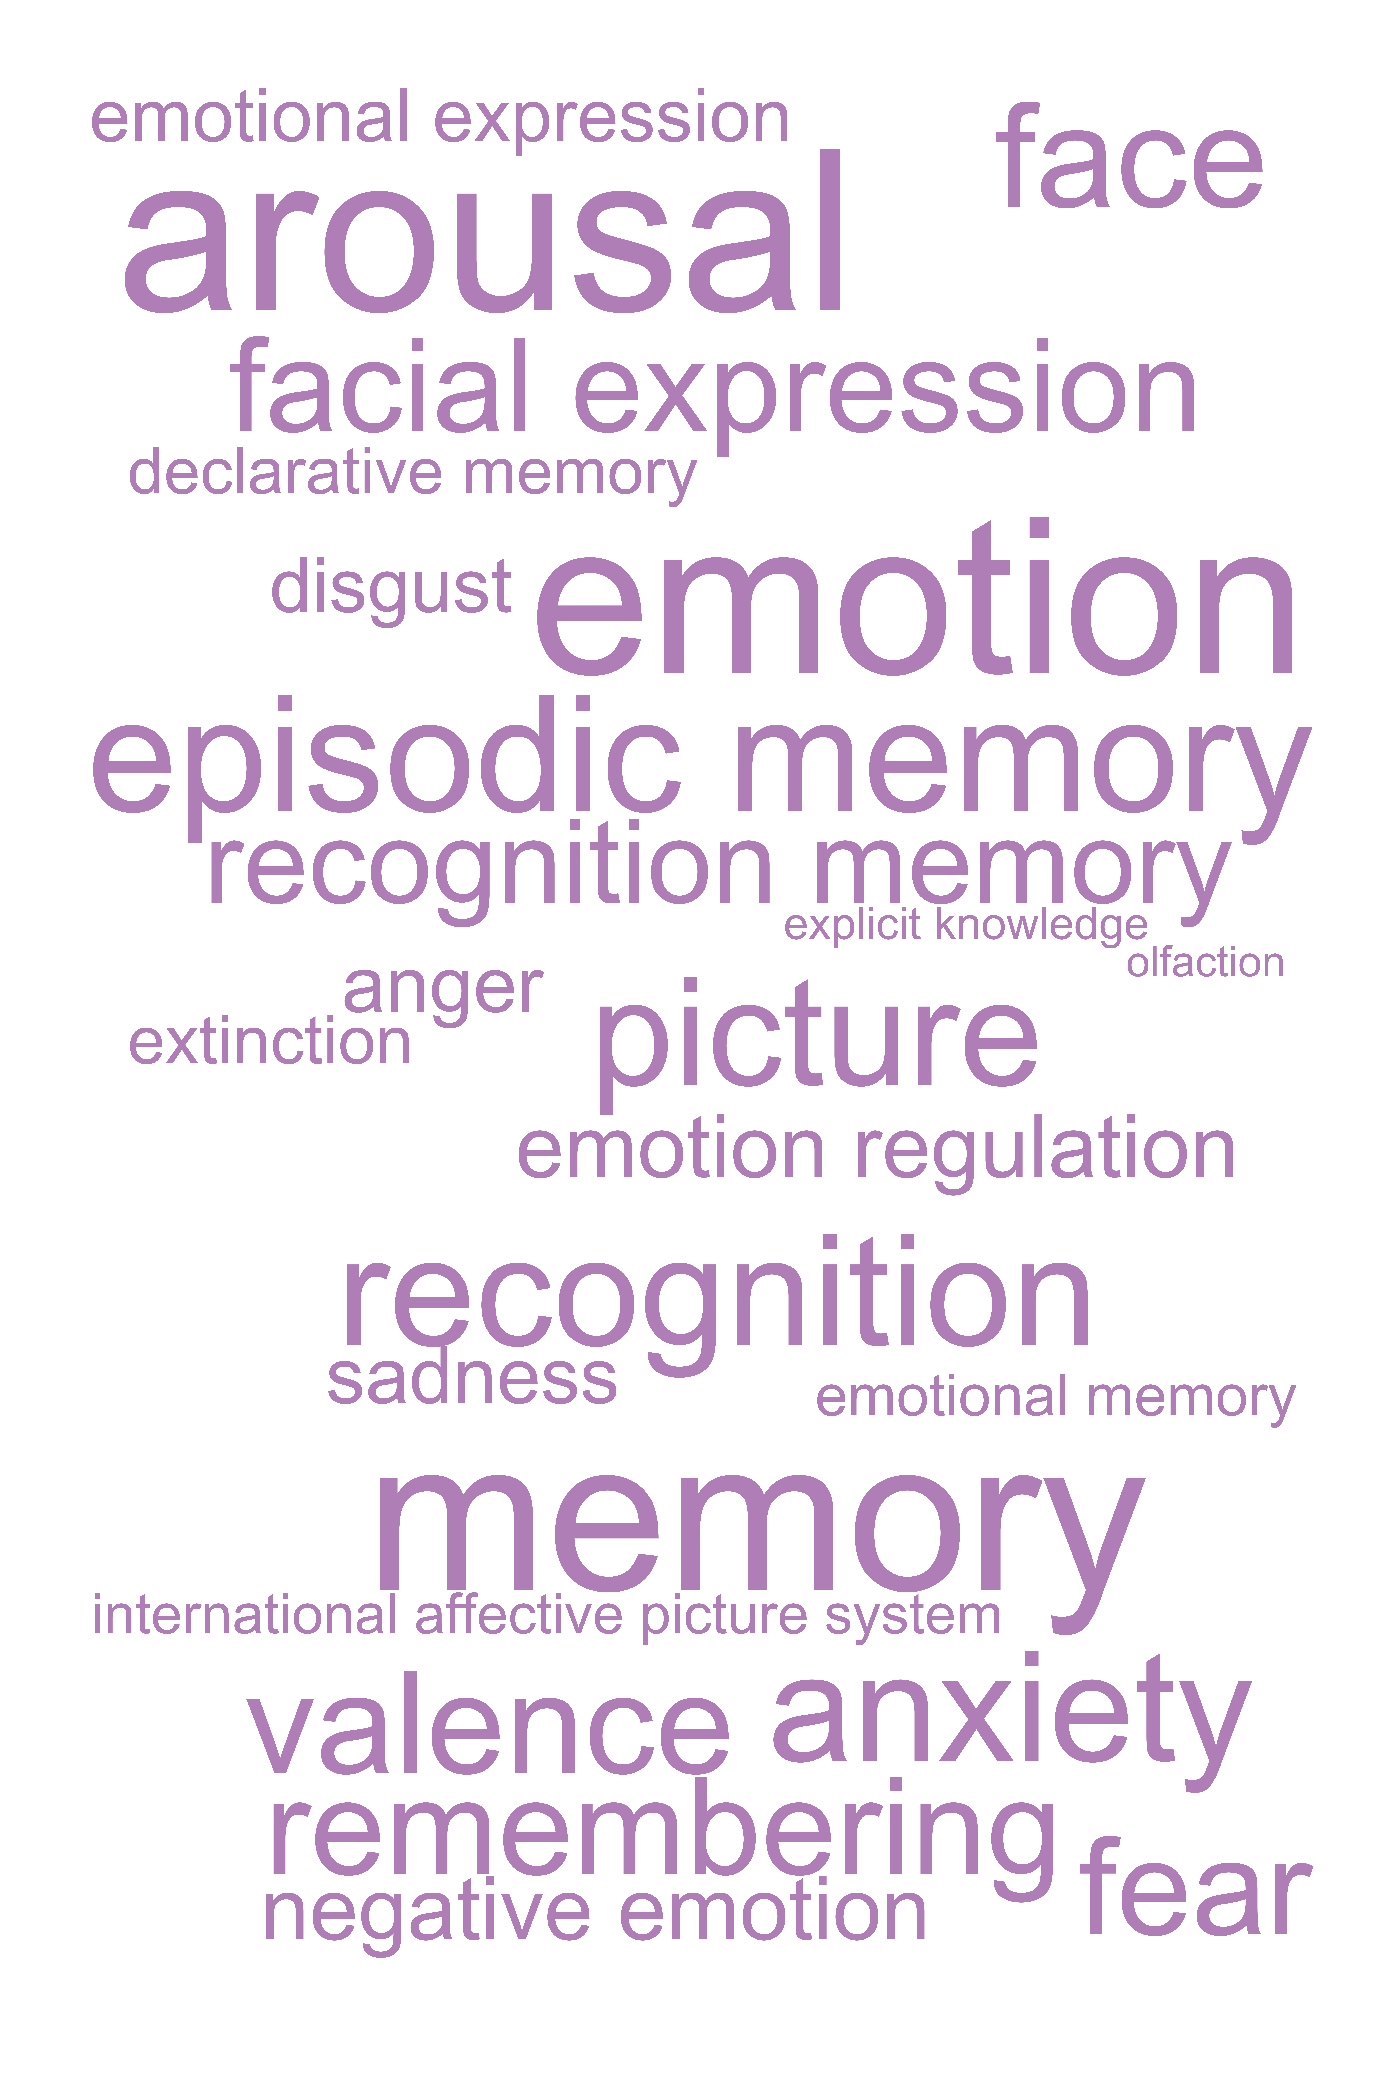 emotional expression
face
arousal
facial expression
declarative memory
disgust
emotion
episodic memory
recognition memory
explicit knowledge
olfaction
anger
picture
extinction
emotion regulation
recognition
sadness
emotional memory
memory
international affective picture system
valence
anxiety
remembering
fear
negative emotion